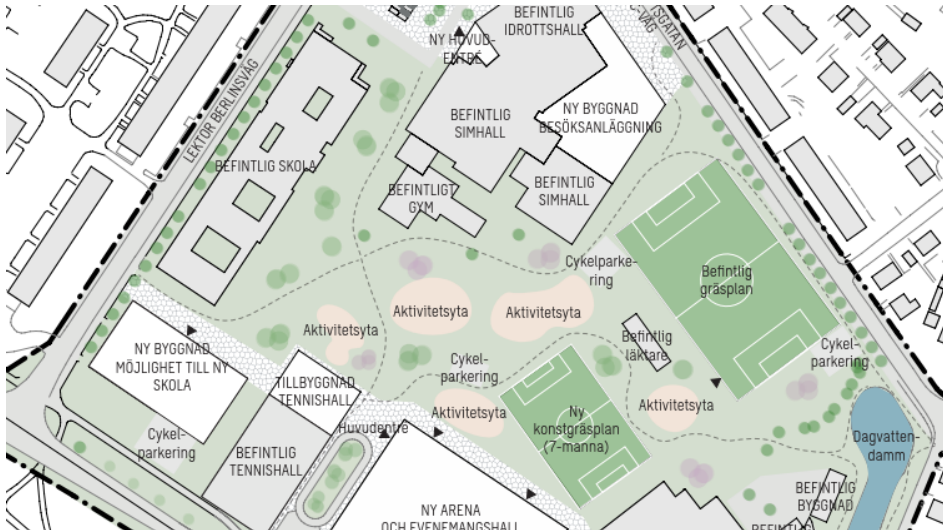 BEFINTLIG
IDROTTSHALL
NY HUVUD-
ENTRÉ
LEKTOR BERLINSVÄG
BEFINTLIG
SIMHALL
NY BYGGNAD
BESÖKSANLÄGGNING
BEFINTLIG SKOLA
BEFINTLIGT
GYM
BEFINTLIG
SIMHALL
Cykelparke-
ring
Befintlig
gräsplan
Aktivitetsyta
Aktivitetsyta
Aktivitetsyta
Befintlig
läktare
Cykel-
parkering
NY BYGGNAD
MÖJLIGHET TILL NY
SKOLA
Cykel-
parkering
TILLBYGGNAD
TENNISHALL
Aktivitetsyta
Aktivitetsyta
Ny
konstgräsplan
(7-manna)
Huvudentré
Cykel-
parkering
BEFINTLIG
TENNISHALL
Dagvatten-
damm
BEFINTLIG
BYGGNAD
NY ARENA
OCH EVENEMANGSHALL
BEFINTLIG